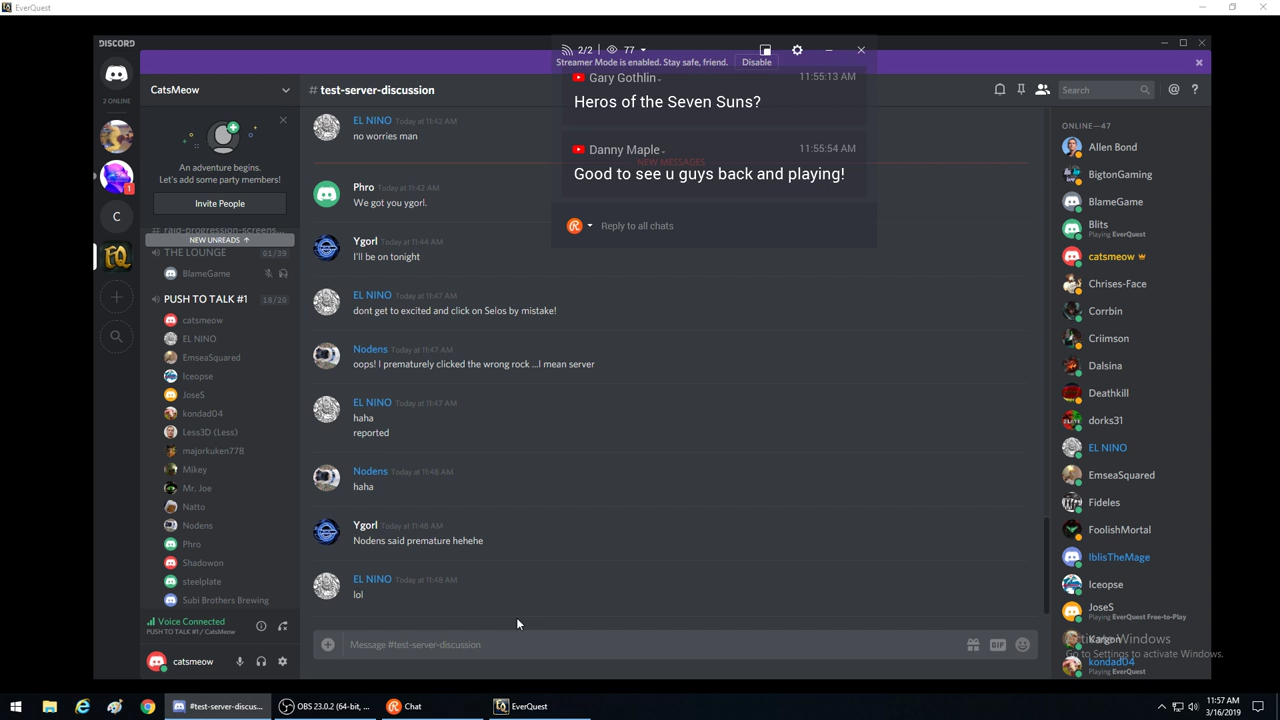 EverQuest
DISCORD
2 ONLINE
1
C
2/2 77
Streamer Mode is enabled. Stay safe, friend. Disable
CatsMeow
An adventure begins.
Let's add some party members!
Invite People
# raid-progression-screens...
NEW UNREADS ↑
THE LOUNGE 01/39
BlameGame
PUSH TO TALK #1 18/20
catsmeow
EL NINO
EmseaSquared
Iceopse
JoseS
kondad04
Less3D (Less)
majorkuken778
Mikey
Mr. Joe
Natto
Nodens
Phro
Shadowon
steelplate
Subi Brothers Brewing
Voice Connected
PUSH TO TALK #1 / CatsMeow
catsmeow
# test-server-discussion
Search
EL NINO Today at 11:42 AM
no worries man
NEW MESSAGES
Phro Today at 11:42 AM
We got you ygorl.
Ygorl Today at 11:44 AM
I'll be on tonight
EL NINO Today at 11:47 AM
dont get to excited and click on Selos by mistake!
Nodens Today at 11:47 AM
oops! I prematurely clicked the wrong rock ...I mean server
EL NINO Today at 11:47 AM
haha
reported
Nodens Today at 11:48 AM
haha
Ygorl Today at 11:48 AM
Nodens said premature hehehe
EL NINO Today at 11:48 AM
lol
Message #test-server-discussion
GIF
Gary Gothlin 11:55:13 AM
Heros of the Seven Suns?
Danny Maple 11:55:54 AM
Good to see u guys back and playing!
Reply to all chats
ONLINE—47
Allen Bond
BigtonGaming
BlameGame
Blits
Playing EverQuest
catsmeow
Chrises-Face
Corrbin
Criimson
Dalsina
Deathkill
dorks31
EL NINO
EmseaSquared
Fideles
FoolishMortal
IblisTheMage
Iceopse
JoseS
Playing EverQuest Free-to-Play
Kargon
kondad04
Playing EverQuest
Activate Windows
Go to Settings to activate Windows.
#test-server-discus...
OBS 23.0.2 (64-bit, ...
Chat
EverQuest
11:57 AM
3/16/2019